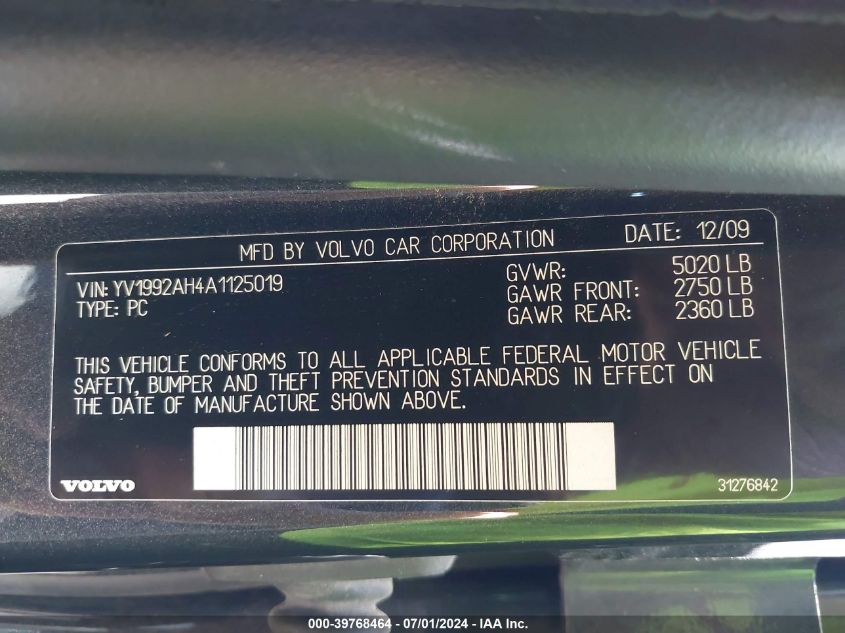 MFD BY VOLVO CAR CORPORATION DATE: 12/09
VIN: YV1992AH4A1125019
TYPE: PC
GVWR: 5020 LB
GAWR FRONT: 2750 LB
GAWR REAR: 2360 LB
THIS VEHICLE CONFORMS TO ALL APPLICABLE FEDERAL MOTOR VEHICLE
SAFETY, BUMPER AND THEFT PREVENTION STANDARDS IN EFFECT ON
THE DATE OF MANUFACTURE SHOWN ABOVE.
VOLVO 31276842
000-39768464 / 07/01/2024 - IAA Inc.